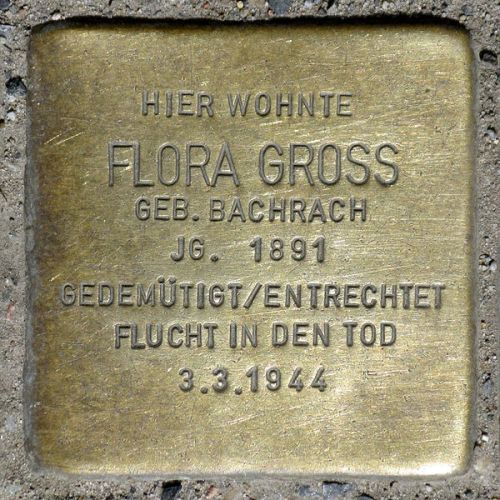 HIER WOHNTE
FLORA GROSS
GEB. BACHRACH
JG. 1891
GEDEMÜTIGT/ENTRECHTET
FLUCHT IN DEN TOD
3.3.1944